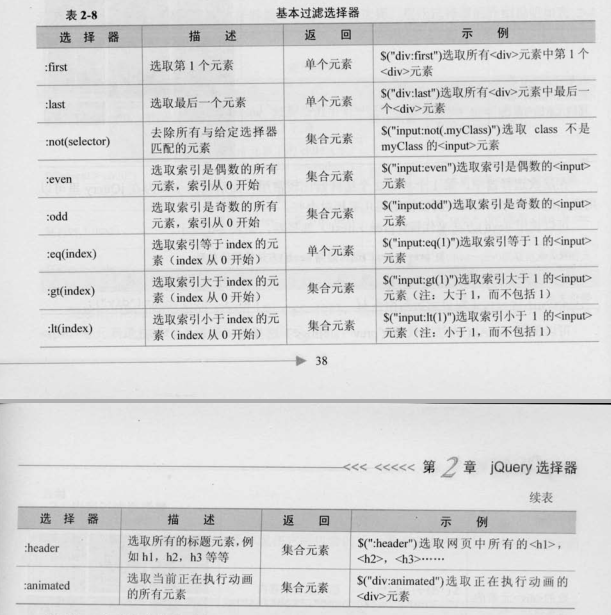 表 2-8 基本过滤选择器
选 择 器 描 述 返 回 示 例
:first 选取第 1 个元素 单个元素 $("div:first")选取所有<div>元素中第 1 个
<div>元素
:last 选取最后一个元素 单个元素 $("div:last")选取所有<div>元素中最后一
个<div>元素
:not(selector) 去除所有与给定选择器
匹配的元素 集合元素 $("input:not(.myClass)")选取 class 不是
myClass 的<input>元素
:even 选取索引是偶数的所有
元素，索引从 0 开始 集合元素 $("input:even")选取索引是偶数的<input>
元素
:odd 选取索引是奇数的所有
元素，索引从 0 开始 集合元素 $("input:odd")选取索引是奇数的<input>
元素
:eq(index) 选取索引等于 index 的元
素（index 从 0 开始） 单个元素 $("input:eq(1)")选取索引等于 1 的<input>
元素
:gt(index) 选取索引大于 index 的元
素（index 从 0 开始） 集合元素 $("input:gt(1)")选取索引大于 1 的<input>
元素（注：大于 1，而不包括 1）
:lt(index) 选取索引小于 index 的元
素（index 从 0 开始） 集合元素 $("input:lt(1)")选取索引小于 1 的<input>
元素（注：小于 1，而不包括 1）
38
<<< <<<<< 第 2 章 jQuery 选择器
续表
选 择 器 描 述 返 回 示 例
:header 选取所有的标题元素，例
如 h1，h2，h3 等等 集合元素 $(":header")选取网页中所有的<h1>，
<h2>，<h3>……
:animated 选取当前正在执行动画
的所有元素 集合元素 $("div:animated")选取正在执行动画的
<div>元素